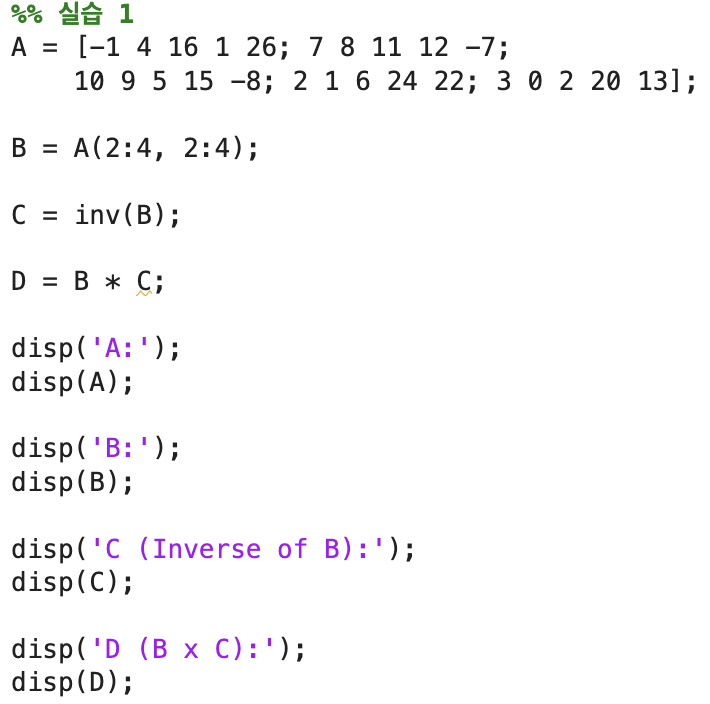 %% 실습 1
A = [-1 4 16 1 26; 7 8 11 12 -7;
    10 9 5 15 -8; 2 1 6 24 22; 3 0 2 20 13];
B = A(2:4, 2:4);
C = inv(B);
D = B * C;
disp('A:');
disp(A);
disp('B:');
disp(B);
disp('C (Inverse of B):');
disp(C);
disp('D (B x C):');
disp(D);